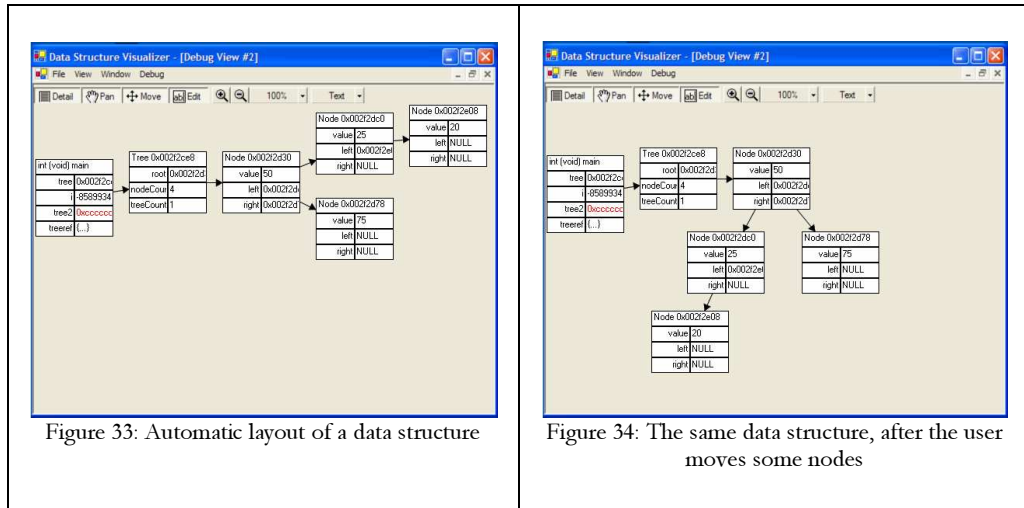 Data Structure Visualizer - [Debug View #2]
File View Window Debug
Detail Pan Move Edit 100% Text
int (void) main
tree 0x002f2c
i -8589934
tree2 0xcccccc
treeref {...}
Tree 0x002f2ce8
root 0x002f2d
nodeCour 4
treeCount 1
Node 0x002f2d30
value 50
left 0x002f2d
right 0x002f2d
Node 0x002f2dc0
value 25
left 0x002f2e
right NULL
Node 0x002f2e08
value 20
left NULL
right NULL
Node 0x002f2d78
value 75
left NULL
right NULL
Figure 33: Automatic layout of a data structure
Data Structure Visualizer - [Debug View #2]
File View Window Debug
Detail Pan Move Edit 100% Text
int (void) main
tree 0x002f2c
i -8589934
tree2 0xcccccc
treeref {...}
Tree 0x002f2ce8
root 0x002f2d
nodeCour 4
treeCount 1
Node 0x002f2d30
value 50
left 0x002f2d
right 0x002f2d
Node 0x002f2dc0
value 25
left 0x002f2e
right NULL
Node 0x002f2d78
value 75
left NULL
right NULL
Node 0x002f2e08
value 20
left NULL
right NULL
Figure 34: The same data structure, after the user
moves some nodes